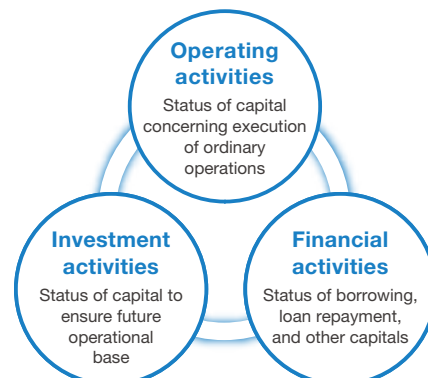 Operating
activities
Status of capital
concerning execution
of ordinary
operations
Investment
activities
Status of capital to
ensure future
operational
base
Financial
activities
Status of borrowing,
loan repayment,
and other capitals